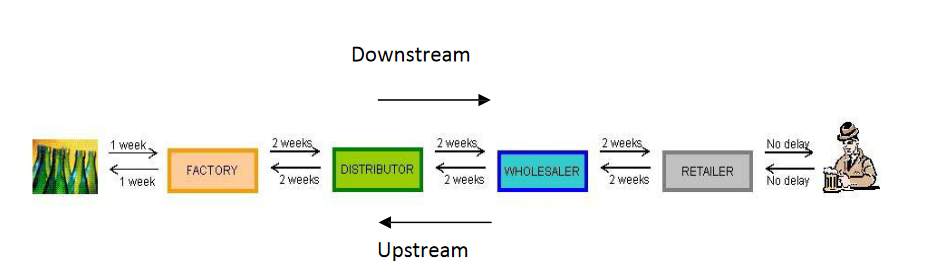 Downstream
1 week
1 week
FACTORY
2 weeks
2 weeks
DISTRIBUTOR
2 weeks
2 weeks
WHOLESALER
2 weeks
2 weeks
RETAILER
No delay
No delay
Upstream